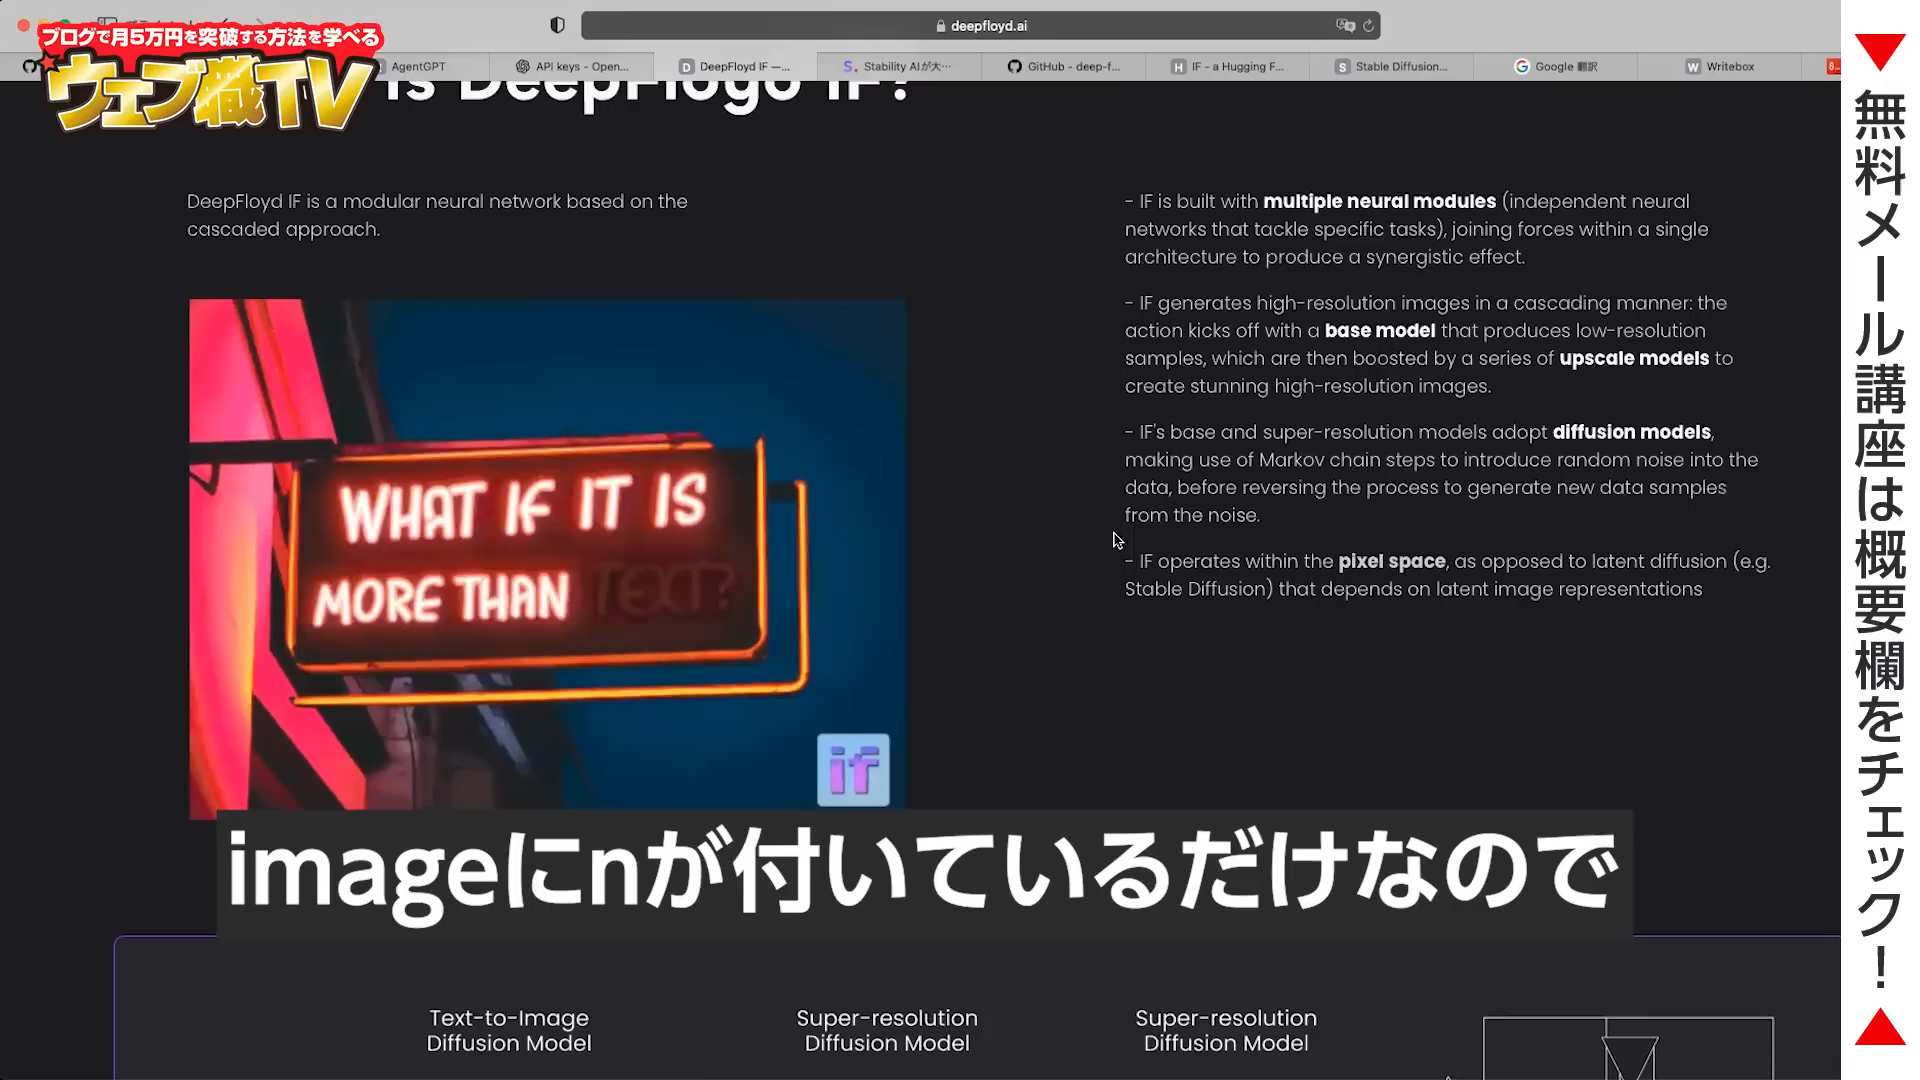 deepfloyd.ai
ブログで月5万円を突破する方法を学べる
ウェブ職TV
AgentGPT
API keys - Open...
DeepFloyd IF —...
Stability AIが大…
GitHub - deep-f...
IF - a Hugging F...
Stable Diffusion...
Google 翻訳
Writebox
is DeepFloyd IF?
DeepFloyd IF is a modular neural network based on the
cascaded approach.
WHAT IF IT IS
MORE THAN TEXT?
if
- IF is built with multiple neural modules (independent neural
networks that tackle specific tasks), joining forces within a single
architecture to produce a synergistic effect.
- IF generates high-resolution images in a cascading manner: the
action kicks off with a base model that produces low-resolution
samples, which are then boosted by a series of upscale models to
create stunning high-resolution images.
- IF's base and super-resolution models adopt diffusion models,
making use of Markov chain steps to introduce random noise into the
data, before reversing the process to generate new data samples
from the noise.
- IF operates within the pixel space, as opposed to latent diffusion (e.g.
Stable Diffusion) that depends on latent image representations
imageにnが付いているだけなので
Text-to-Image
Diffusion Model
Super-resolution
Diffusion Model
Super-resolution
Diffusion Model
▼無料メール講座は概要欄をチェック！▲